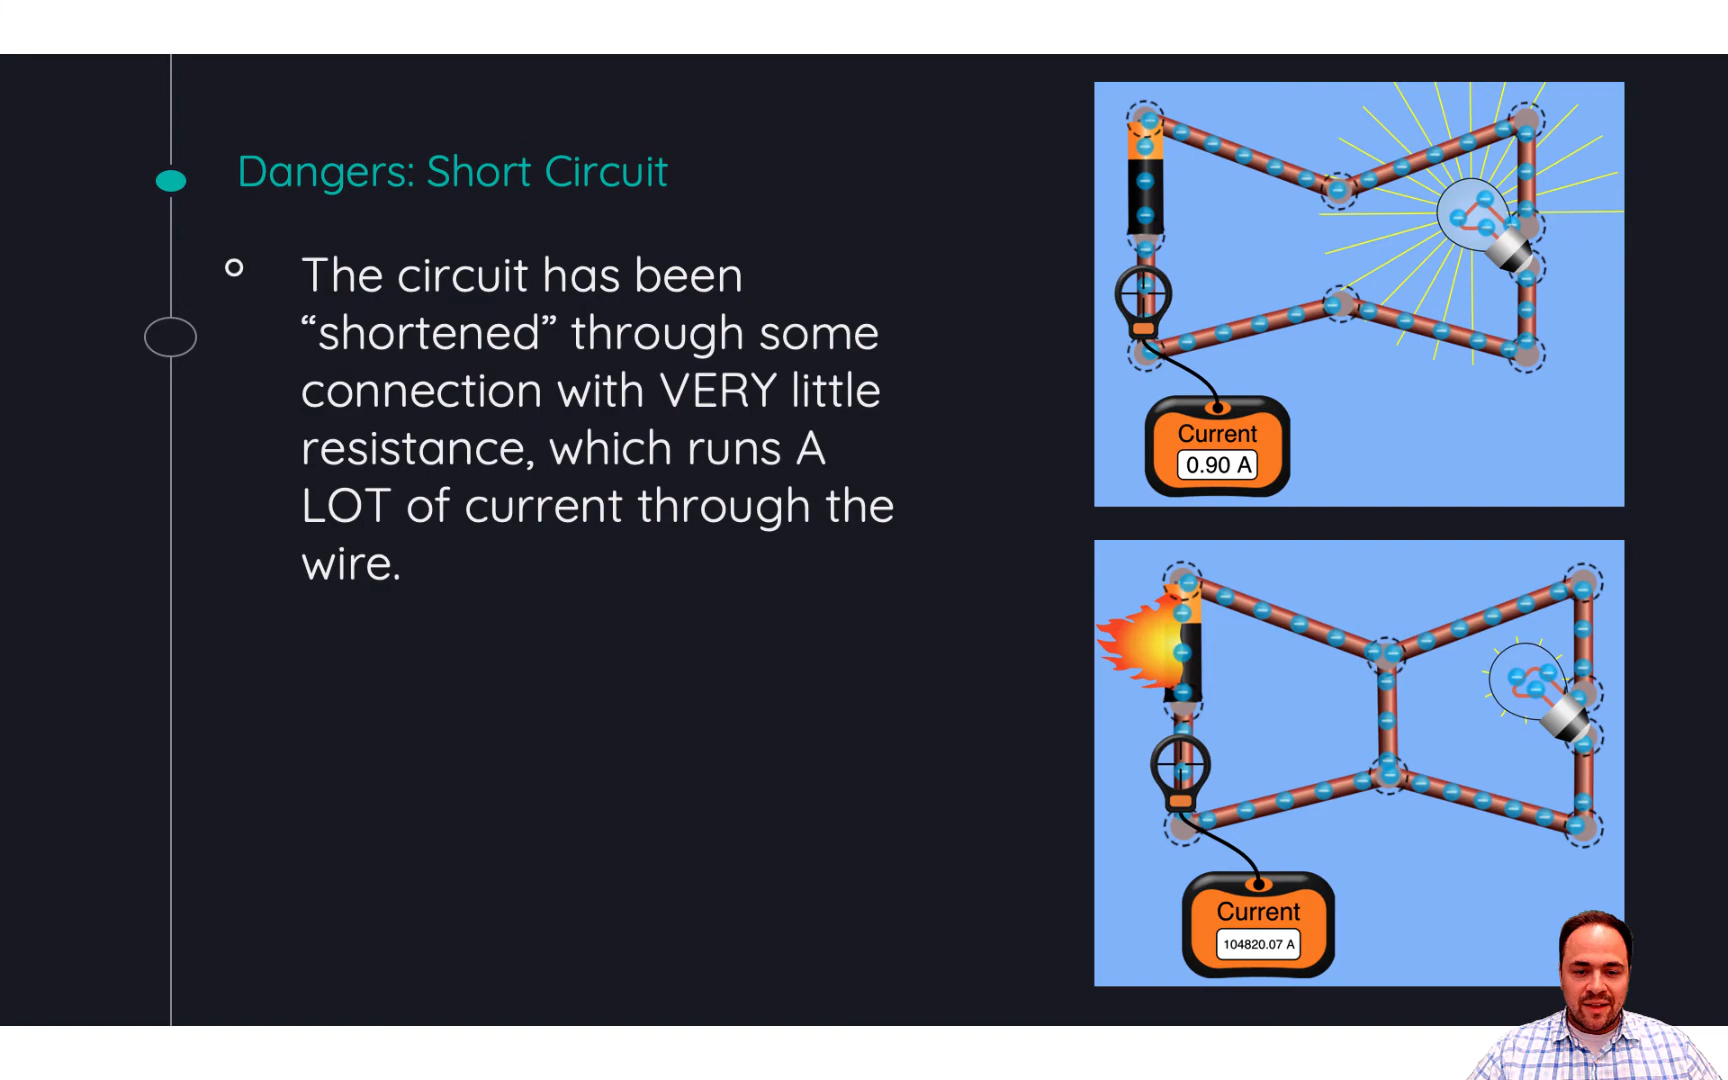 Dangers: Short Circuit
The circuit has been
“shortened” through some
connection with VERY little
resistance, which runs A
LOT of current through the
wire.
Current
0.90 A
Current
104820.07 A